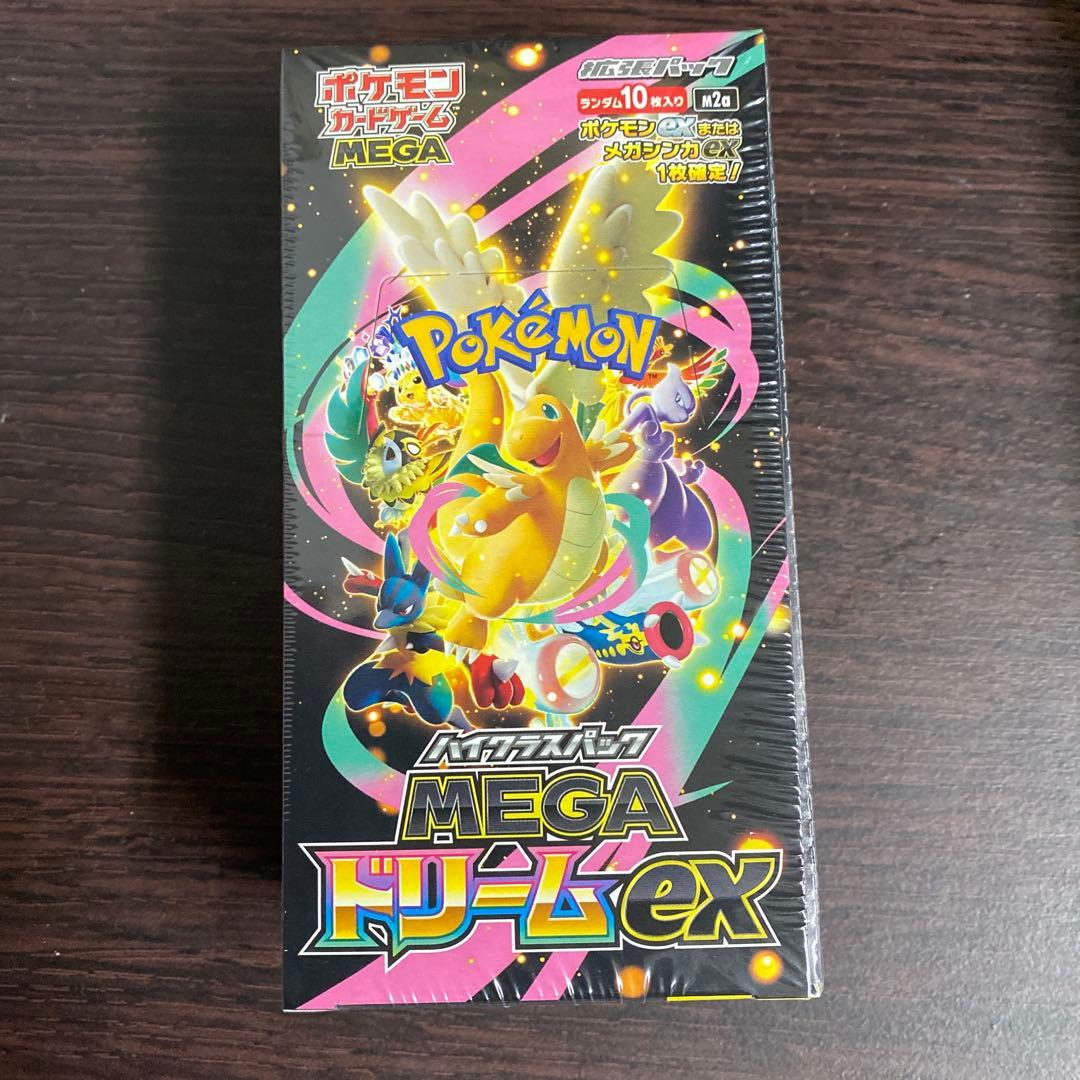 ポケモン
カードゲーム
MEGA
拡張パック
ランダム10枚入り M2a
ポケモンexまたは
メガシンカex
1枚確定!
POKÉMON
TM
ハイクラスパック
MEGA
ドリームex